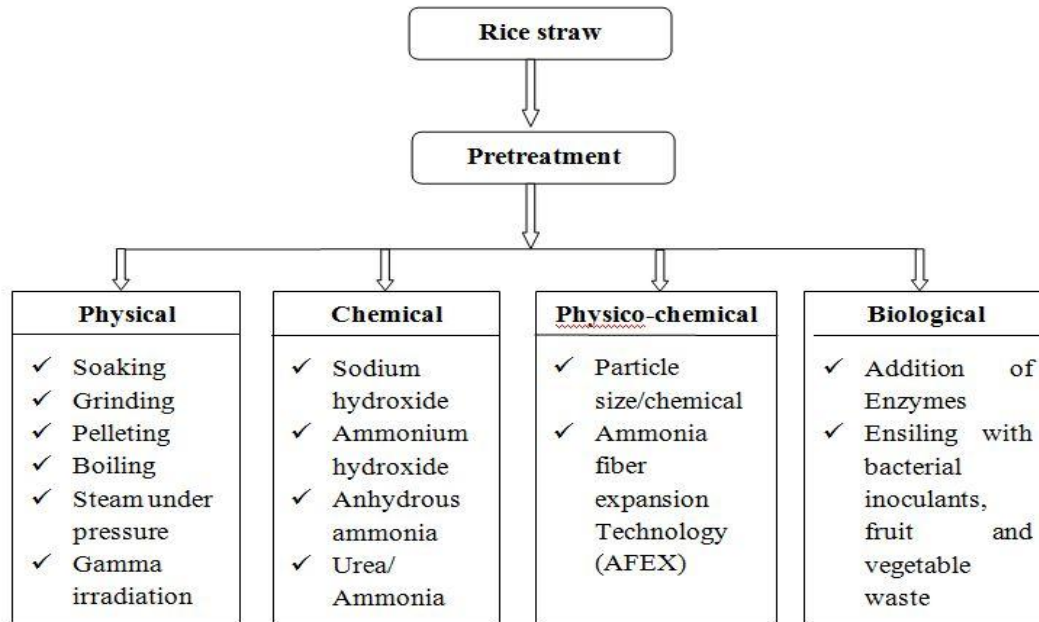 Rice straw
Pretreatment
Physical
✓ Soaking
✓ Grinding
✓ Pelleting
✓ Boiling
✓ Steam under
pressure
✓ Gamma
irradiation
Chemical
✓ Sodium
hydroxide
✓ Ammonium
hydroxide
✓ Anhydrous
ammonia
✓ Urea/
Ammonia
Physico-chemical
✓ Particle
size/chemical
✓ Ammonia
fiber
expansion
Technology
(AFEX)
Biological
✓ Addition of
Enzymes
✓ Ensiling with
bacterial
inoculants,
fruit and
vegetable
waste